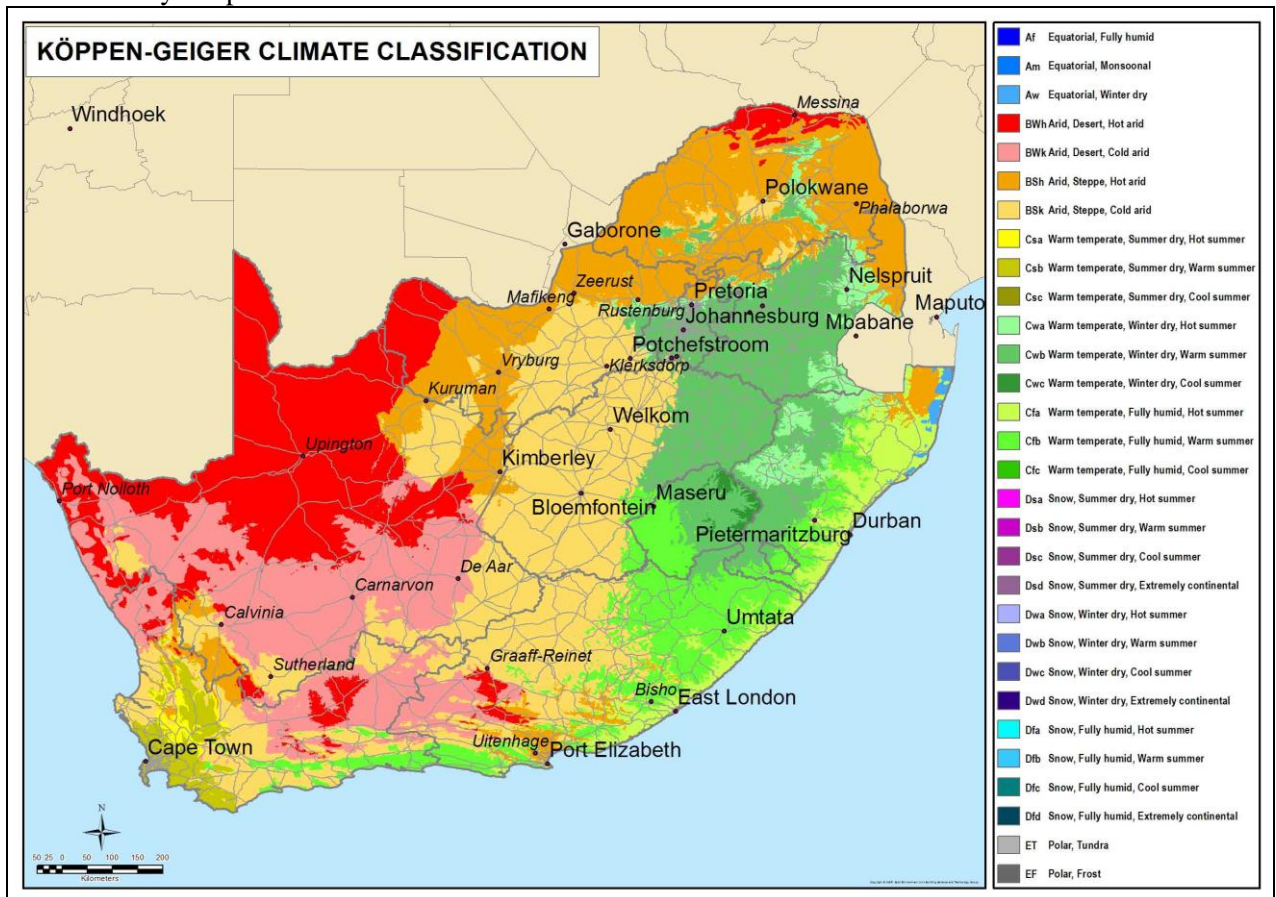 KÖPPEN-GEIGER CLIMATE CLASSIFICATION
Windhoek
Messina
Polokwane
Phalaborwa
Gaborone
Zeerust
Nelspruit
Mafikeng
Pretoria
Rustenburg
Johannesburg
Maputo
Mbabane
Potchefstroom
Vryburg
Klerksdorp
Kuruman
Welkom
Upington
Kimberley
Port Nolloth
Bloemfontein
Maseru
Durban
Pietermaritzburg
De Aar
Carnarvon
Calvinia
Umtata
Sutherland
Graaff-Reinet
Bisho
East London
Cape Town
Uitenhage
Port Elizabeth
N
50 25 0 50 100 150 200
Kilometers
Af Equatorial, Fully humid
Am Equatorial, Monsoonal
Aw Equatorial, Winter dry
BWh Arid, Desert, Hot arid
BWk Arid, Desert, Cold arid
BSh Arid, Steppe, Hot arid
BSk Arid, Steppe, Cold arid
Csa Warm temperate, Summer dry, Hot summer
Csb Warm temperate, Summer dry, Warm summer
Csc Warm temperate, Summer dry, Cool summer
Cwa Warm temperate, Winter dry, Hot summer
Cwb Warm temperate, Winter dry, Warm summer
Cwc Warm temperate, Winter dry, Cool summer
Cfa Warm temperate, Fully humid, Hot summer
Cfb Warm temperate, Fully humid, Warm summer
Cfc Warm temperate, Fully humid, Cool summer
Dsa Snow, Summer dry, Hot summer
Dsb Snow, Summer dry, Warm summer
Dsc Snow, Summer dry, Cool summer
Dsd Snow, Summer dry, Extremely continental
Dwa Snow, Winter dry, Hot summer
Dwb Snow, Winter dry, Warm summer
Dwc Snow, Winter dry, Cool summer
Dwd Snow, Winter dry, Extremely continental
Dfa Snow, Fully humid, Hot summer
Dfb Snow, Fully humid, Warm summer
Dfc Snow, Fully humid, Cool summer
Dfd Snow, Fully humid, Extremely continental
ET Polar, Tundra
EF Polar, Frost